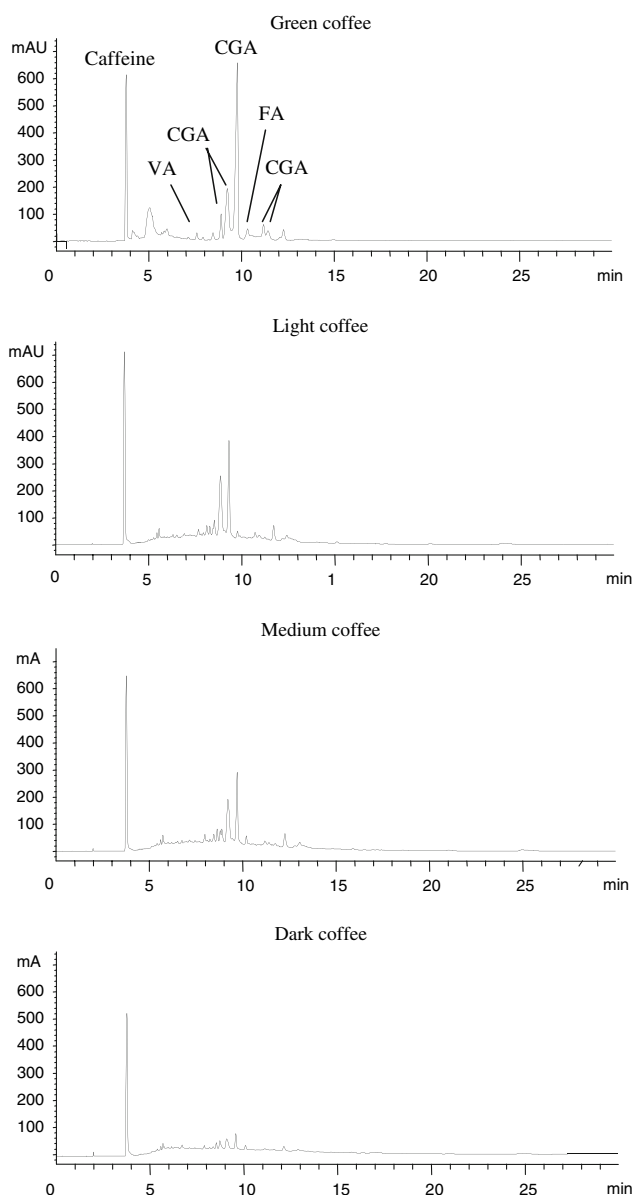 Green coffee
mAU
Caffeine
CGA
600
500
FA
400
CGA
300
VA
CGA
200
100
0 5 10 15 20 25 min
Light coffee
mAU
600
500
400
300
200
100
0 5 10 1 20 25 min
Medium coffee
mA
600
500
400
300
200
100
0 5 10 15 20 25 min
Dark coffee
mA
600
500
400
300
200
100
0 5 10 15 20 25 min